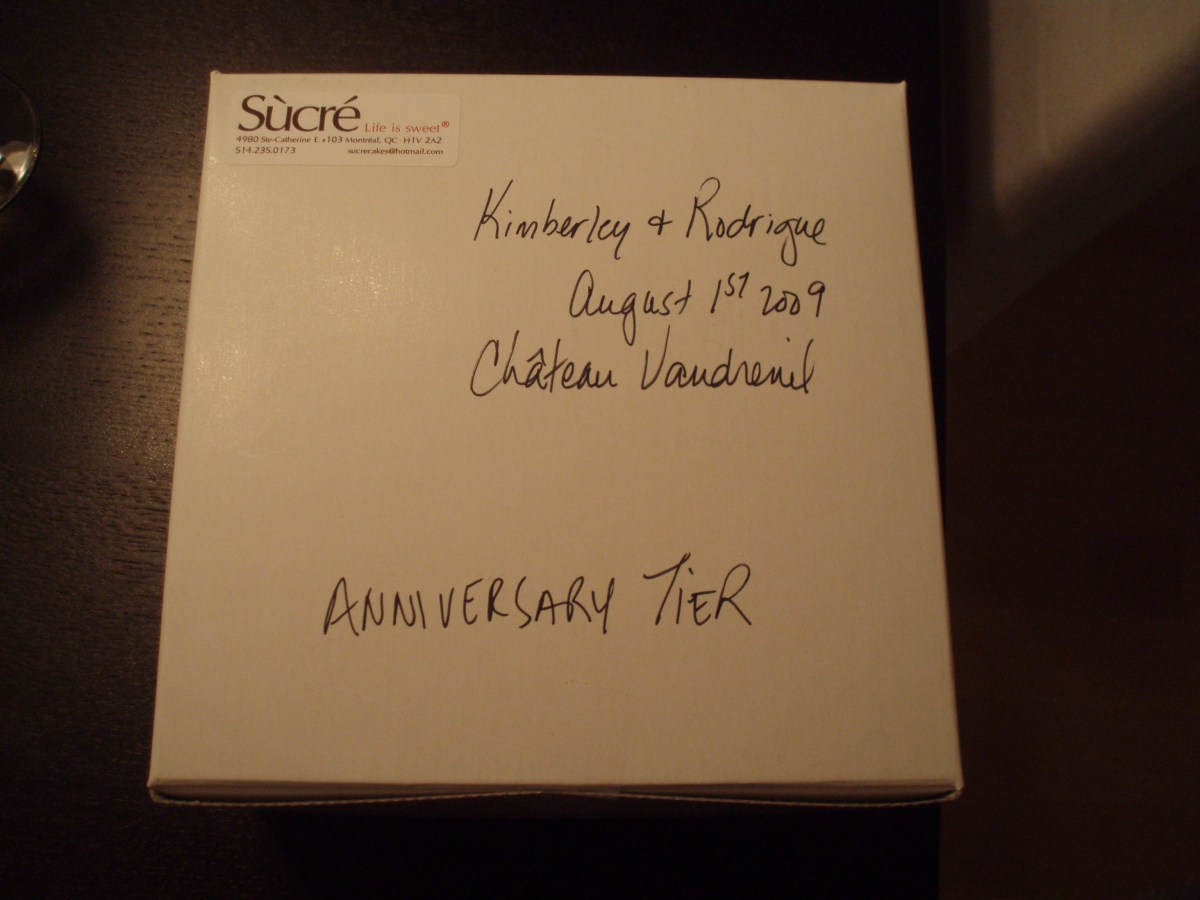 Sùcré Life is sweet®
4980 Ste-Catherine E. #103 Montréal, QC H1V 2A2
514.235.0173 sucrecakes@hotmail.com
Kimberley + Rodrigue
August 1ST 2009
Château Vaudreuil
ANNIVERSARY TIER